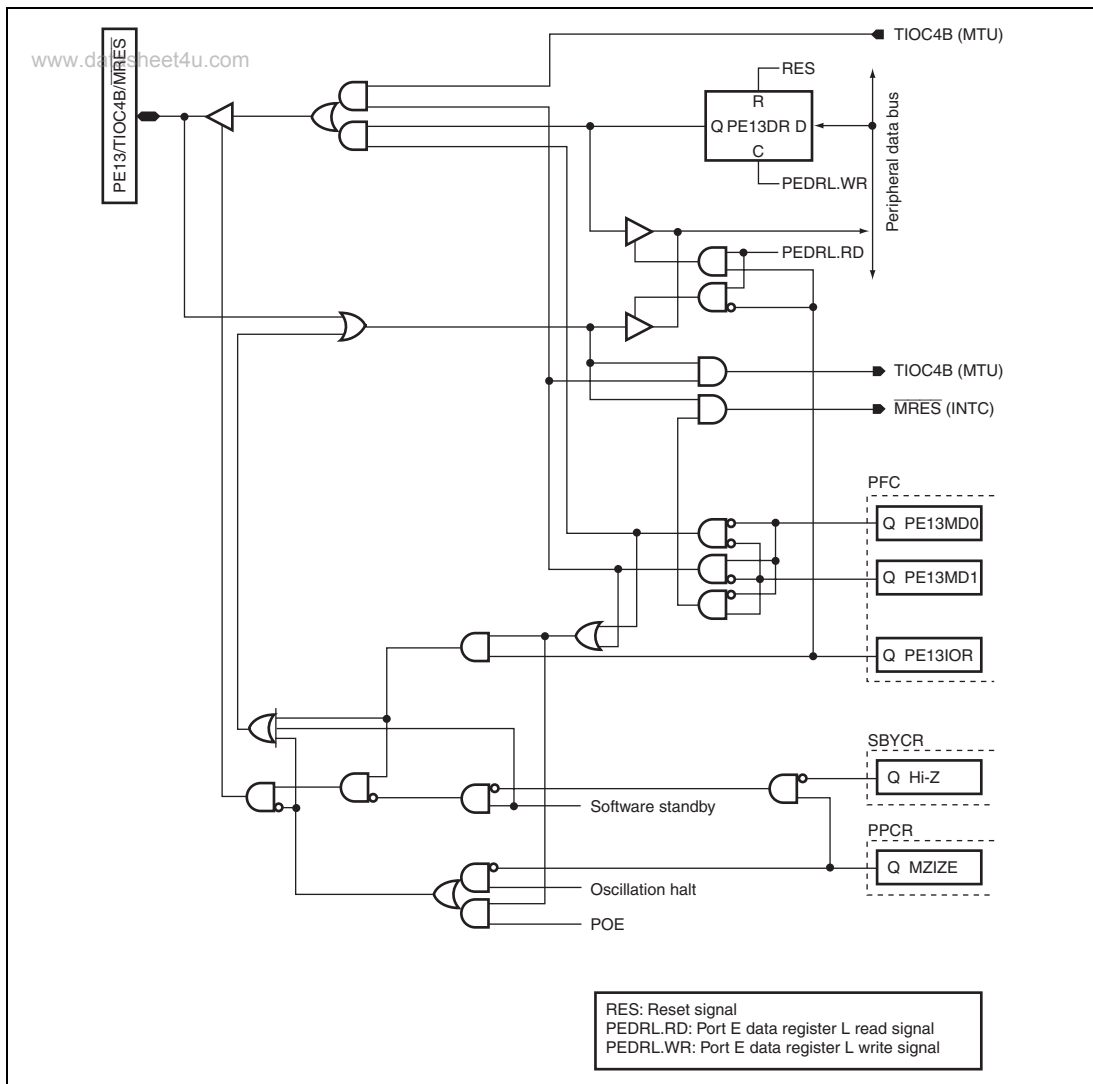 www.datasheet4u.com
PE13/TIOC4B/M̅R̅E̅S̅
TIOC4B (MTU)
RES
R
Q PE13DR D
C
PEDRL.WR
Peripheral data bus
PEDRL.RD
TIOC4B (MTU)
M̅R̅E̅S̅ (INTC)
PFC
Q PE13MD0
Q PE13MD1
Q PE13IOR
SBYCR
Q Hi-Z
Software standby
PPCR
Q MZIZE
Oscillation halt
POE
RES: Reset signal
PEDRL.RD: Port E data register L read signal
PEDRL.WR: Port E data register L write signal